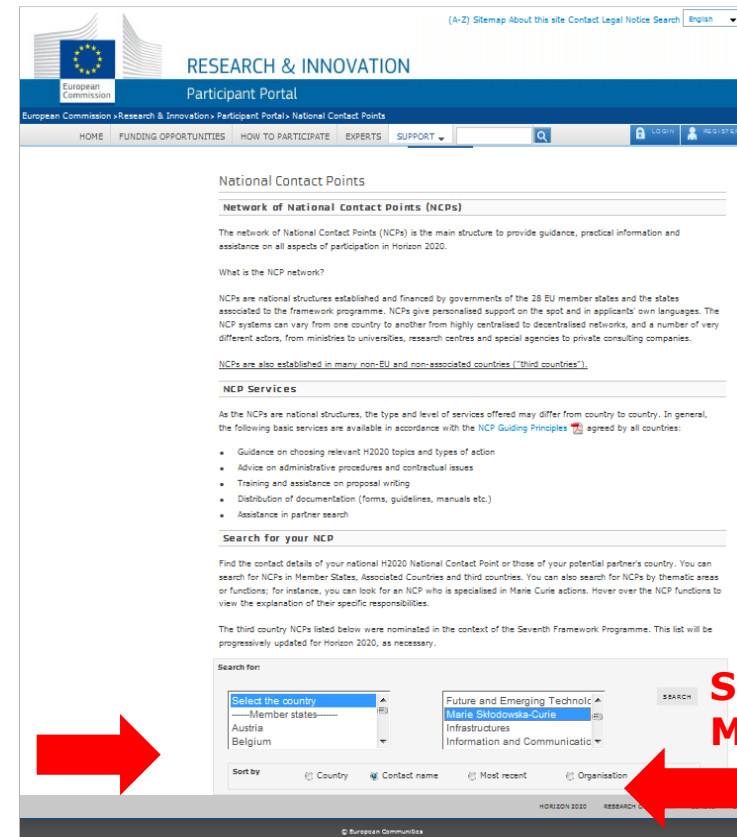 (A-Z) Sitemap About this site Contact Legal Notice Search English
European
Commission
RESEARCH & INNOVATION
Participant Portal
European Commission >Research & Innovation> Participant Portal> National Contact Points
HOME FUNDING OPPORTUNITIES HOW TO PARTICIPATE EXPERTS SUPPORT LOGIN REGISTER
National Contact Points
Network of National Contact Points (NCPs)
The network of National Contact Points (NCPs) is the main structure to provide guidance, practical information and
assistance on all aspects of participation in Horizon 2020.
What is the NCP network?
NCPs are national structures established and financed by governments of the 28 EU member states and the states
associated to the framework programme. NCPs give personalised support on the spot and in applicants' own languages. The
NCP systems can vary from one country to another from highly centralised to decentralised networks, and a number of very
different actors, from ministries to universities, research centres and special agencies to private consulting companies.
NCPs are also established in many non-EU and non-associated countries ("third countries").
NCP Services
As the NCPs are national structures, the type and level of services offered may differ from country to country. In general,
the following basic services are available in accordance with the NCP Guiding Principles agreed by all countries:
• Guidance on choosing relevant H2020 topics and types of action
• Advice on administrative procedures and contractual issues
• Training and assistance on proposal writing
• Distribution of documentation (forms, guidelines, manuals etc.)
• Assistance in partner search
Search for your NCP
Find the contact details of your national H2020 National Contact Point or those of your potential partner's country. You can
search for NCPs in Member States, Associated Countries and third countries. You can also search for NCPs by thematic areas
or functions; for instance, you can look for an NCP who is specialised in Marie Curie actions. Hover over the NCP functions to
view the explanation of their specific responsibilities.
The third country NCPs listed below were nominated in the context of the Seventh Framework Programme. This list will be
progressively updated for Horizon 2020, as necessary.
Search for:
Select the country
------Member states-------
Austria
Belgium
Future and Emerging Technolc
Marie Skłodowska-Curie
Infrastructures
Information and Communicatic
SEARCH
S
M
Sort by Country Contact name Most recent Organisation
HORIZON 2020
© European Communities